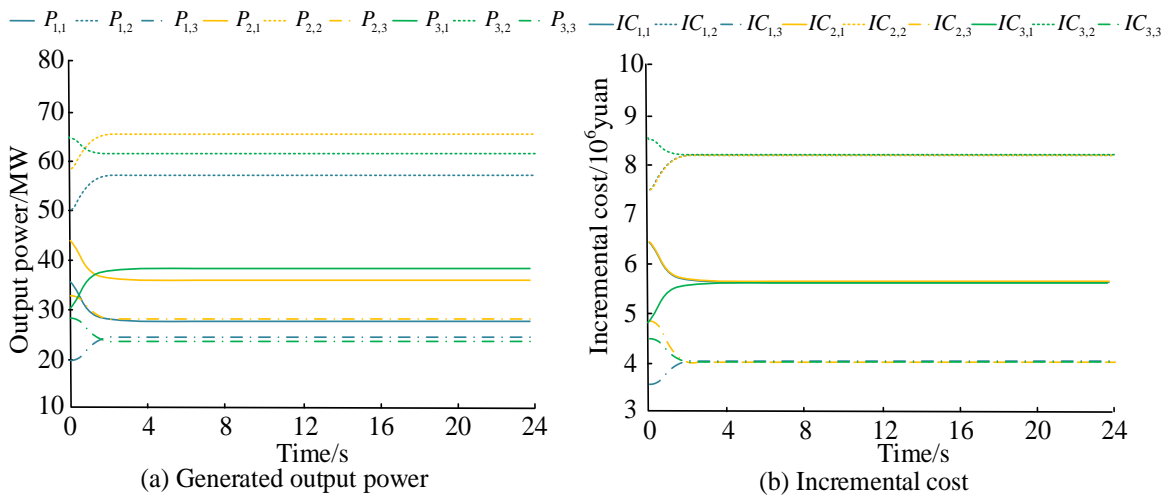 P1,1 P1,2 P1,3 P2,1 P2,2 P2,3 P3,1 P3,2 P3,3
IC1,1 IC1,2 IC1,3 IC2,1 IC2,2 IC2,3 IC3,1 IC3,2 IC3,3
Output power/MW
80
70
60
50
40
30
20
10
0 4 8 12 16 20 24
Time/s
(a) Generated output power
Incremental cost/10^6yuan
10
9
8
7
6
5
4
3
0 4 8 12 16 20 24
Time/s
(b) Incremental cost